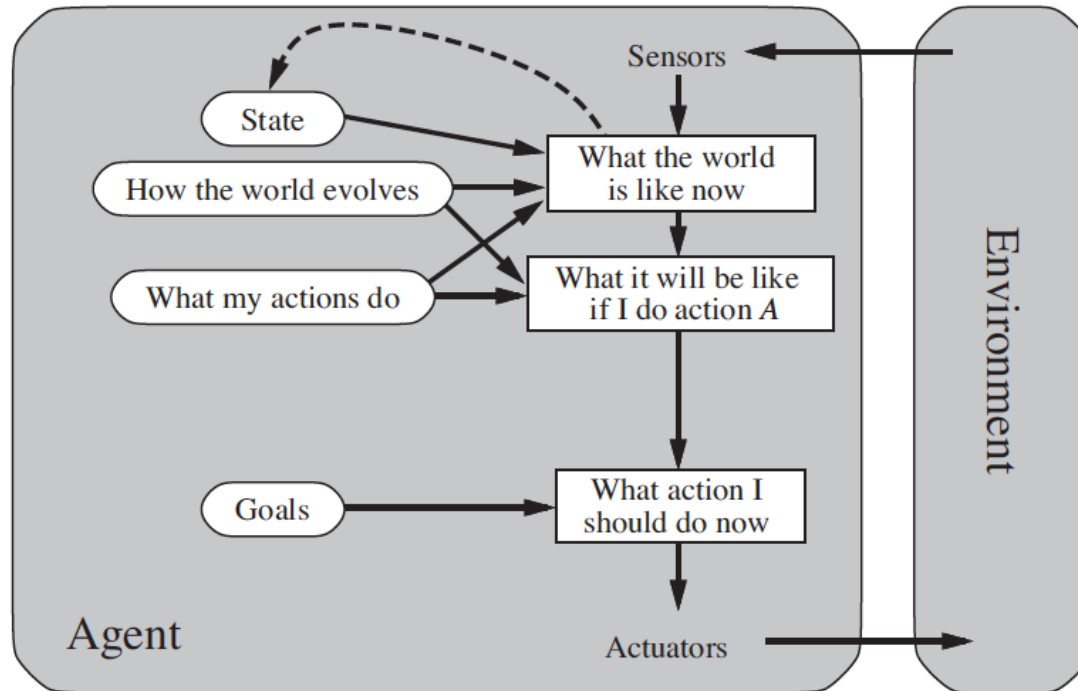 Sensors
State
What the world
is like now
How the world evolves
What it will be like
if I do action A
What my actions do
Goals
What action I
should do now
Agent
Actuators
Environment